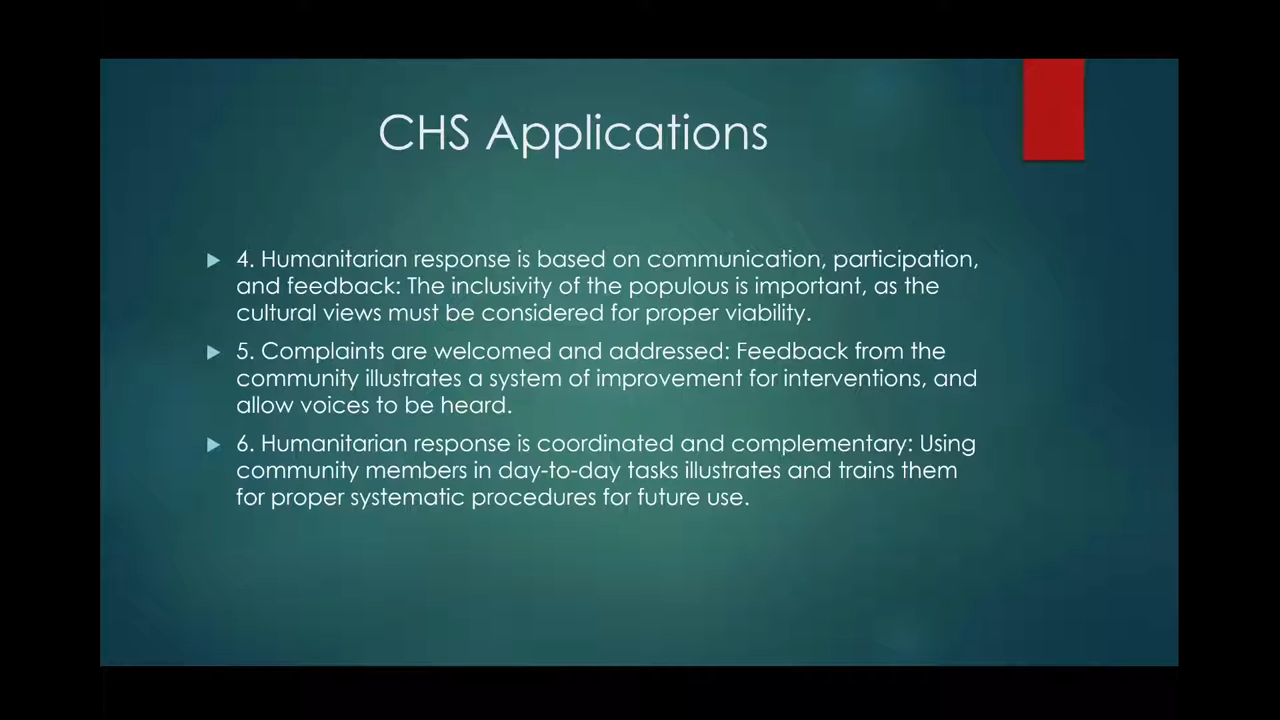 CHS Applications
4. Humanitarian response is based on communication, participation,
and feedback: The inclusivity of the populous is important, as the
cultural views must be considered for proper viability.
5. Complaints are welcomed and addressed: Feedback from the
community illustrates a system of improvement for interventions, and
allow voices to be heard.
6. Humanitarian response is coordinated and complementary: Using
community members in day-to-day tasks illustrates and trains them
for proper systematic procedures for future use.